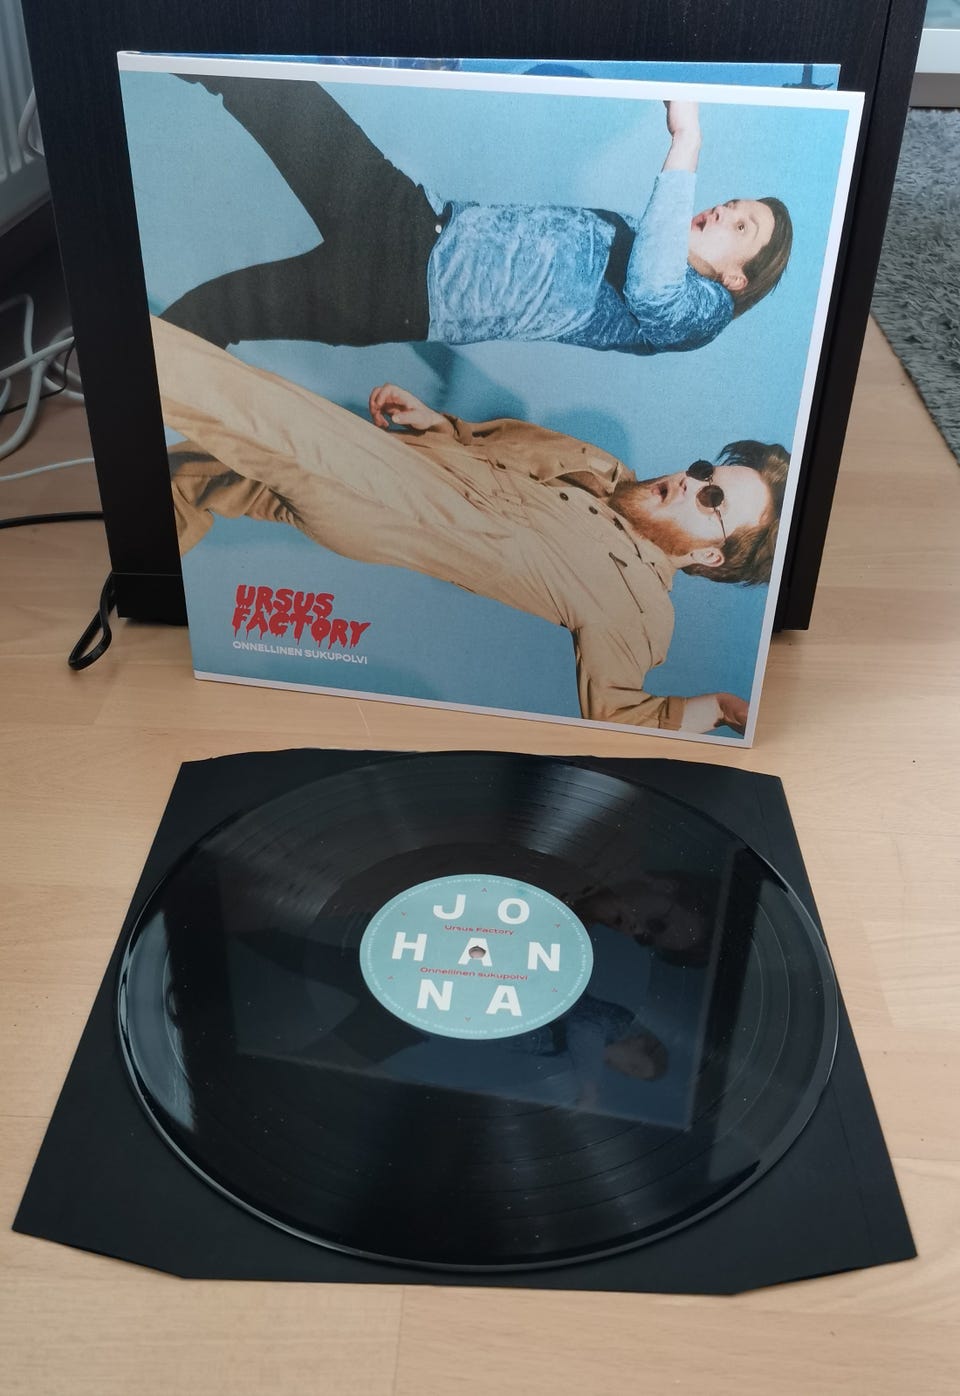 URSUS
FACTORY
ONNELLINEN SUKUPOLVI
JO
Ursus Factory
HAN
Onnellinen sukupolvi
NA